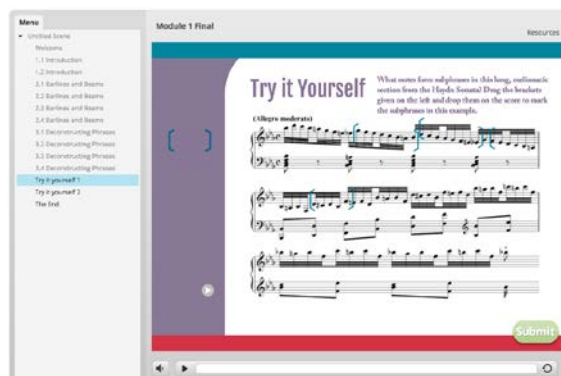 Menu
Module 1 Final
Resources
Untitled Scene
Welcome
1.1 Introduction
1.2 Introduction
2.1 Barlines and Beams
2.2 Barlines and Beams
2.3 Barlines and Beams
2.4 Barlines and Beams
3.1 Deconstructing Phrases
3.2 Deconstructing Phrases
3.3 Deconstructing Phrases
3.4 Deconstructing Phrases
Try it yourself 1
Try it yourself 2
The End
Try it Yourself
What notes form subphrases in this long, cadismatic
section from the Haydn Sonata? Drag the brackets
given on the left and drop them on the score to mark
the subphrases in this example.
(Allegro moderato)
Submit